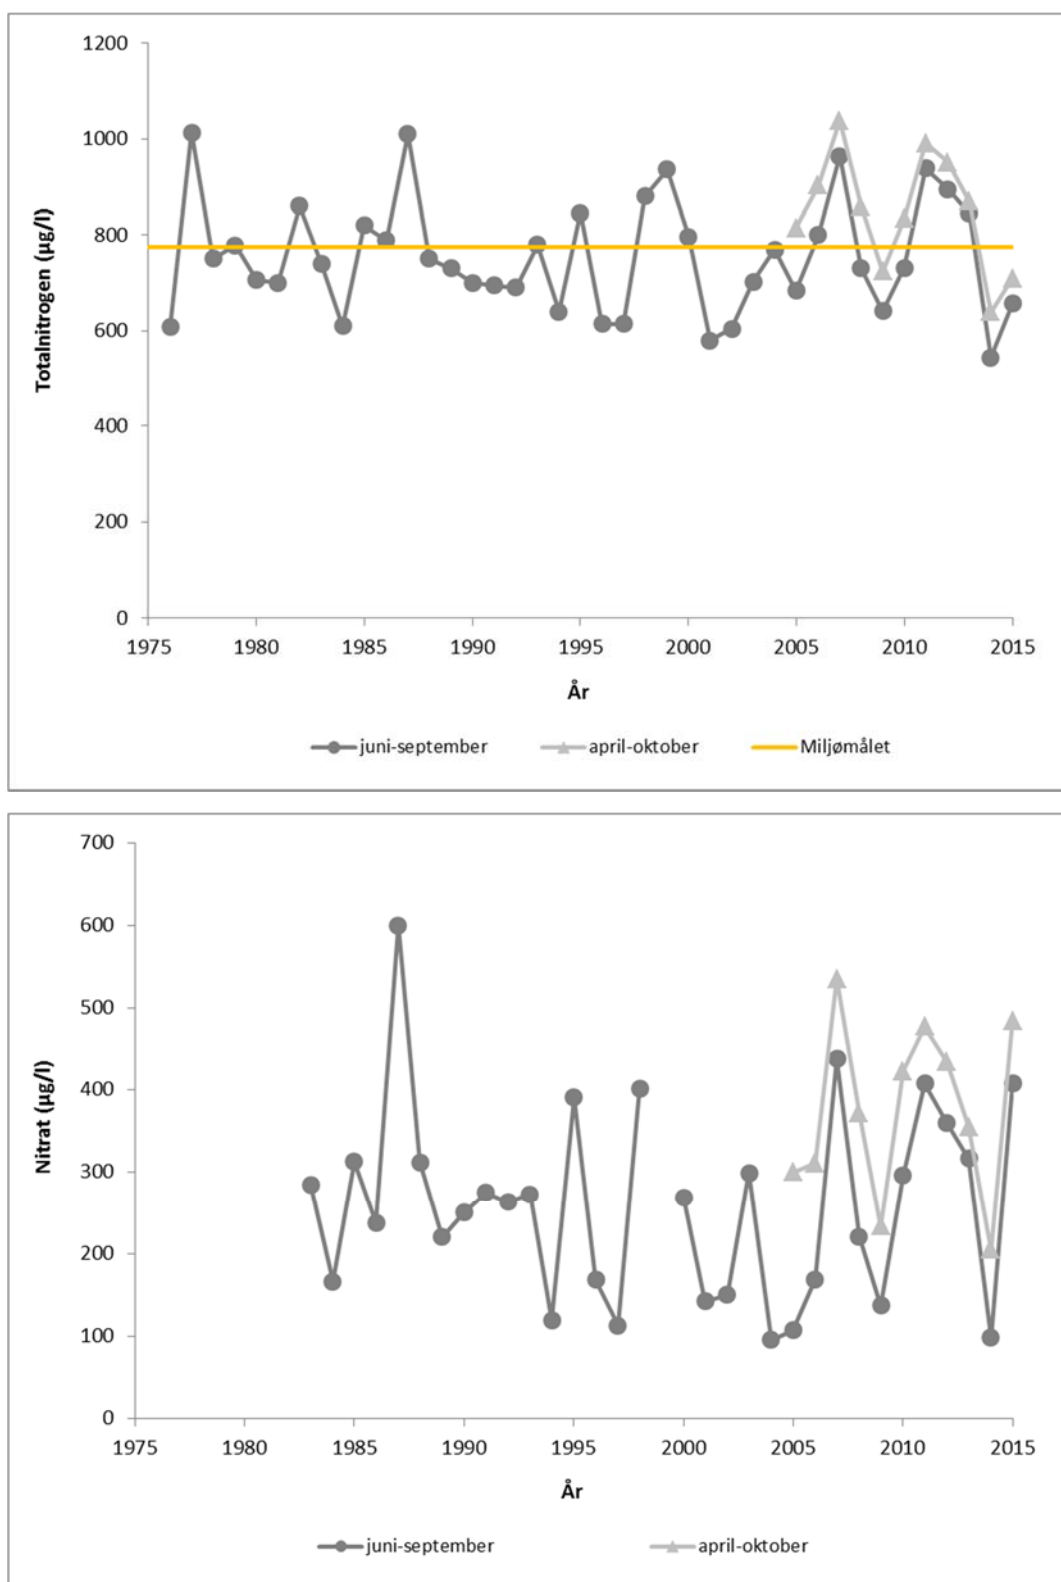 1200
1000
800
600
400
200
0
Totalnitrogen (µg/l)
1975 1980 1985 1990 1995 2000 2005 2010 2015
År
juni-september april-oktober Miljømålet
700
600
500
400
300
200
100
0
Nitrat (µg/l)
1975 1980 1985 1990 1995 2000 2005 2010 2015
År
juni-september april-oktober